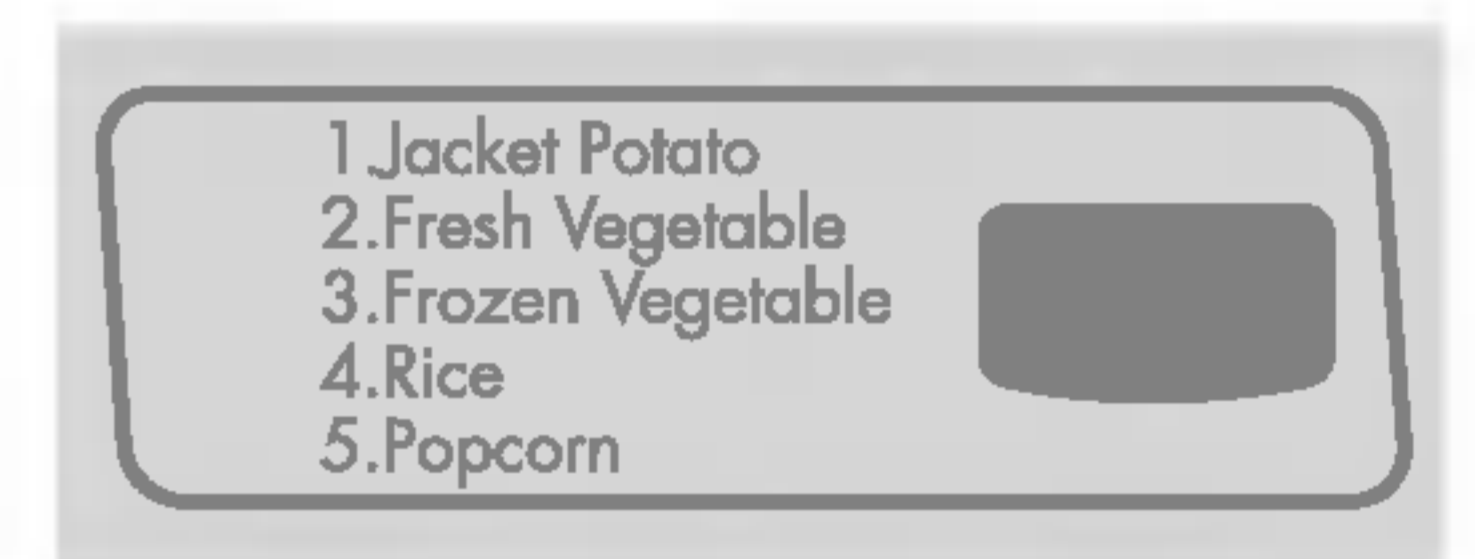 1.Jacket Potato
2.Fresh Vegetable
3.Frozen Vegetable
4.Rice
5.Popcorn